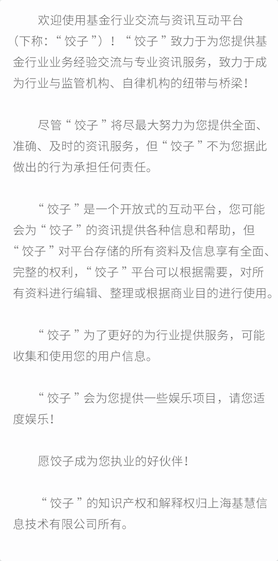 欢迎使用基金行业交流与资讯互动平台
（下称：“饺子”）！“饺子”致力于为您提供基
金行业业务经验交流与专业资讯服务，致力于成
为行业与监管机构、自律机构的纽带与桥梁！
尽管“饺子”将尽最大努力为您提供全面、
准确、及时的资讯服务，但“饺子”不为您据此
做出的行为承担任何责任。
“饺子”是一个开放式的互动平台，您可能
会为“饺子”的资讯提供各种信息和帮助，但
“饺子”对平台存储的所有资料及信息享有全面、
完整的权利，“饺子”平台可以根据需要，对所
有资料进行编辑、整理或根据商业目的进行使用。
“饺子”为了更好的为行业提供服务，可能
收集和使用您的用户信息。
“饺子”会为您提供一些娱乐项目，请您适
度娱乐！
愿饺子成为您执业的好伙伴！
“饺子”的知识产权和解释权归上海基慧信
息技术有限公司所有。